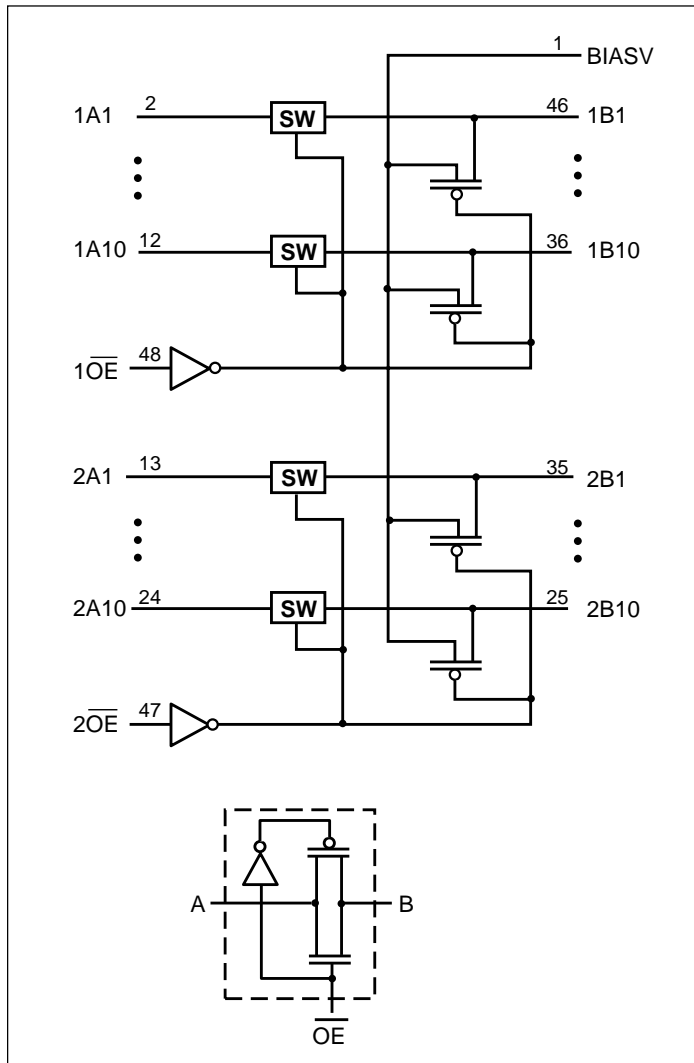 1 BIASV
1A1 2 SW 46 1B1
1A10 12 SW 36 1B10
1O̅E̅ 48
2A1 13 SW 35 2B1
2A10 24 SW 25 2B10
2O̅E̅ 47
A B
O̅E̅